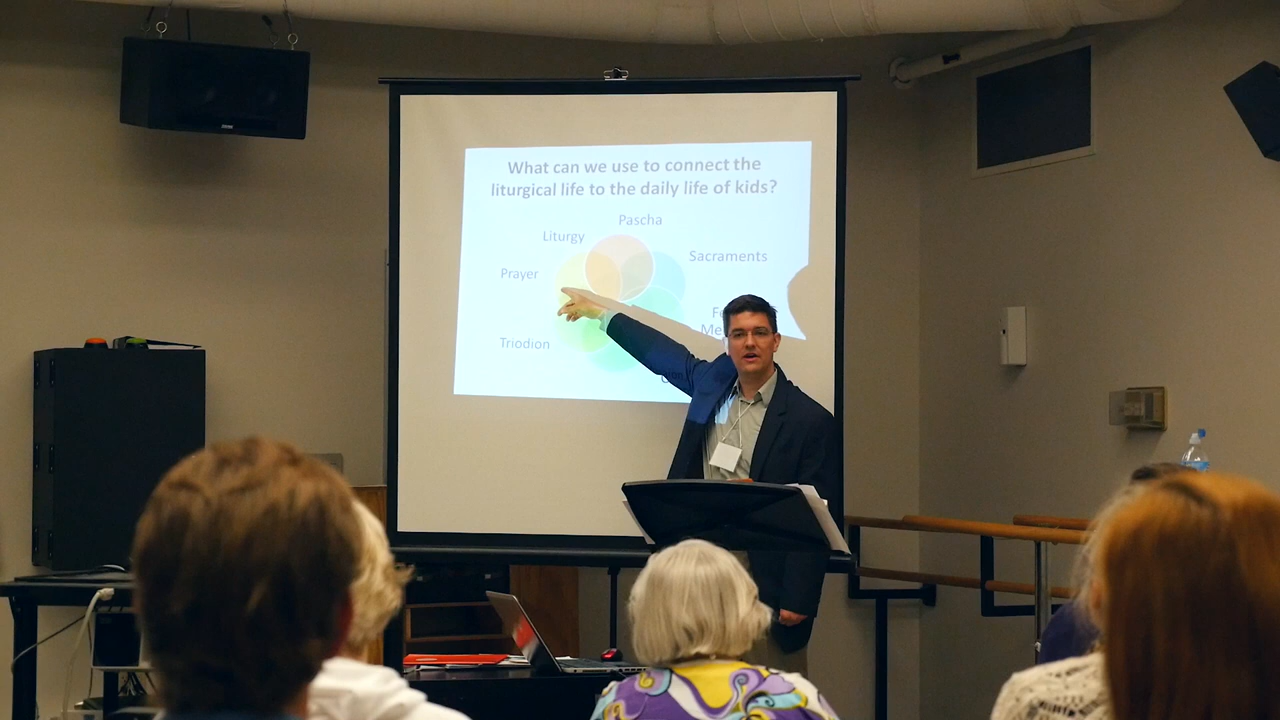 What can we use to connect the
liturgical life to the daily life of kids?
Pascha
Liturgy
Sacraments
Prayer
Triodion